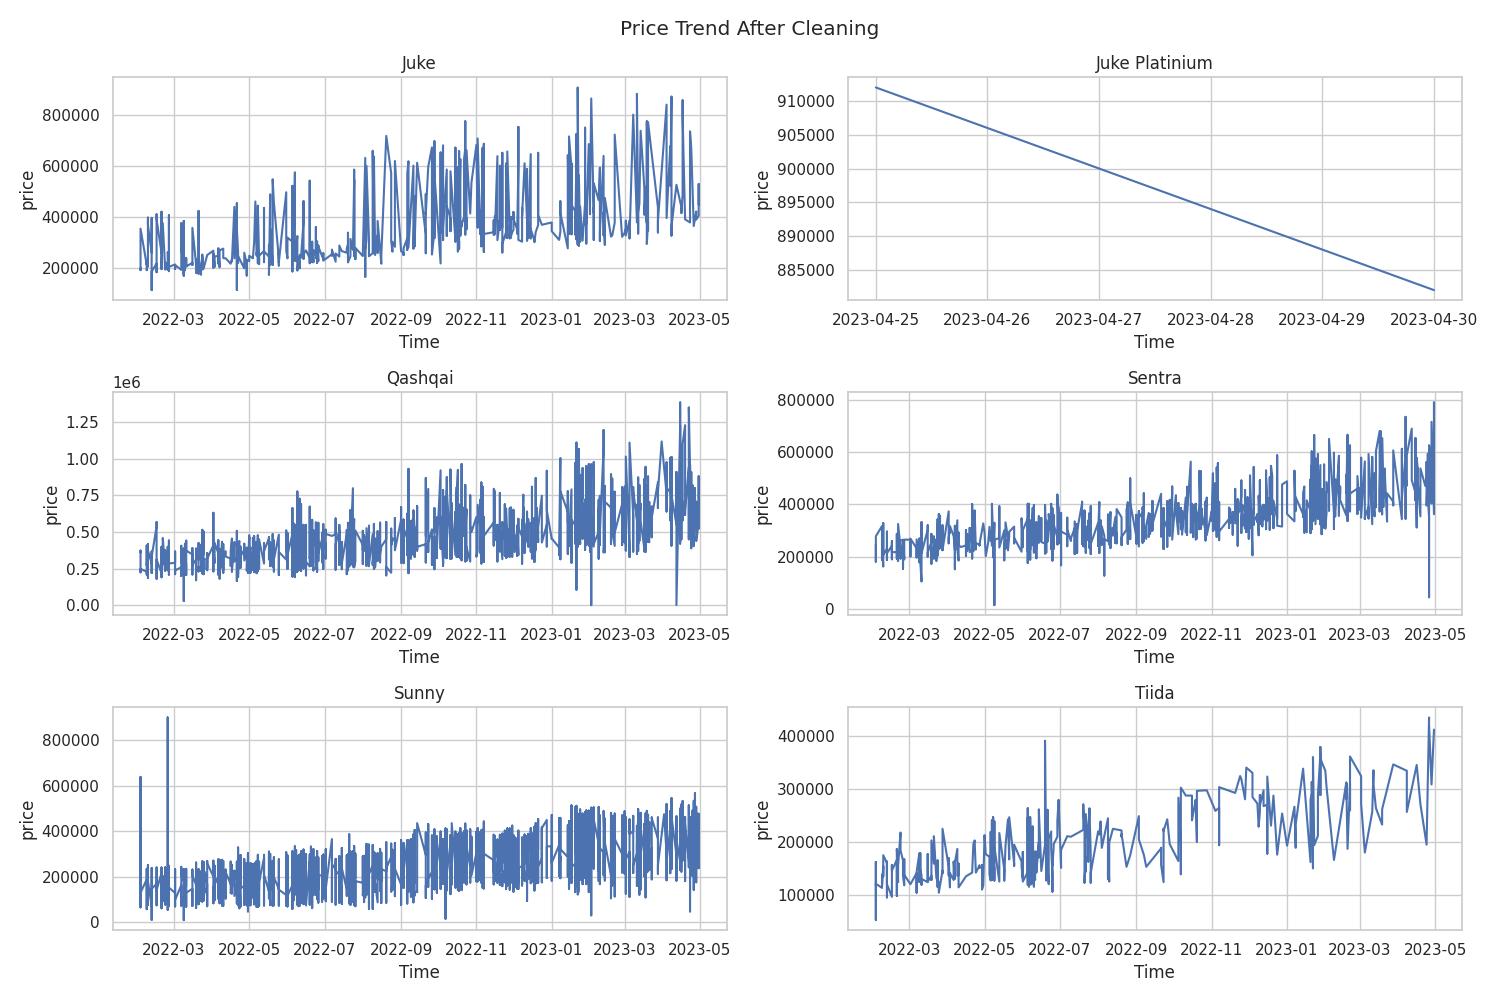 Price Trend After Cleaning
Juke
800000
600000
400000
200000
price
2022-03 2022-05 2022-07 2022-09 2022-11 2023-01 2023-03 2023-05
Time
Juke Platinium
910000
905000
900000
895000
890000
885000
price
2023-04-25 2023-04-26 2023-04-27 2023-04-28 2023-04-29 2023-04-30
Time
Qashqai
1e6
1.25
1.00
0.75
0.50
0.25
0.00
price
2022-03 2022-05 2022-07 2022-09 2022-11 2023-01 2023-03 2023-05
Time
Sentra
800000
600000
400000
200000
0
price
2022-03 2022-05 2022-07 2022-09 2022-11 2023-01 2023-03 2023-05
Time
Sunny
800000
600000
400000
200000
0
price
2022-03 2022-05 2022-07 2022-09 2022-11 2023-01 2023-03 2023-05
Time
Tiida
400000
300000
200000
100000
price
2022-03 2022-05 2022-07 2022-09 2022-11 2023-01 2023-03 2023-05
Time